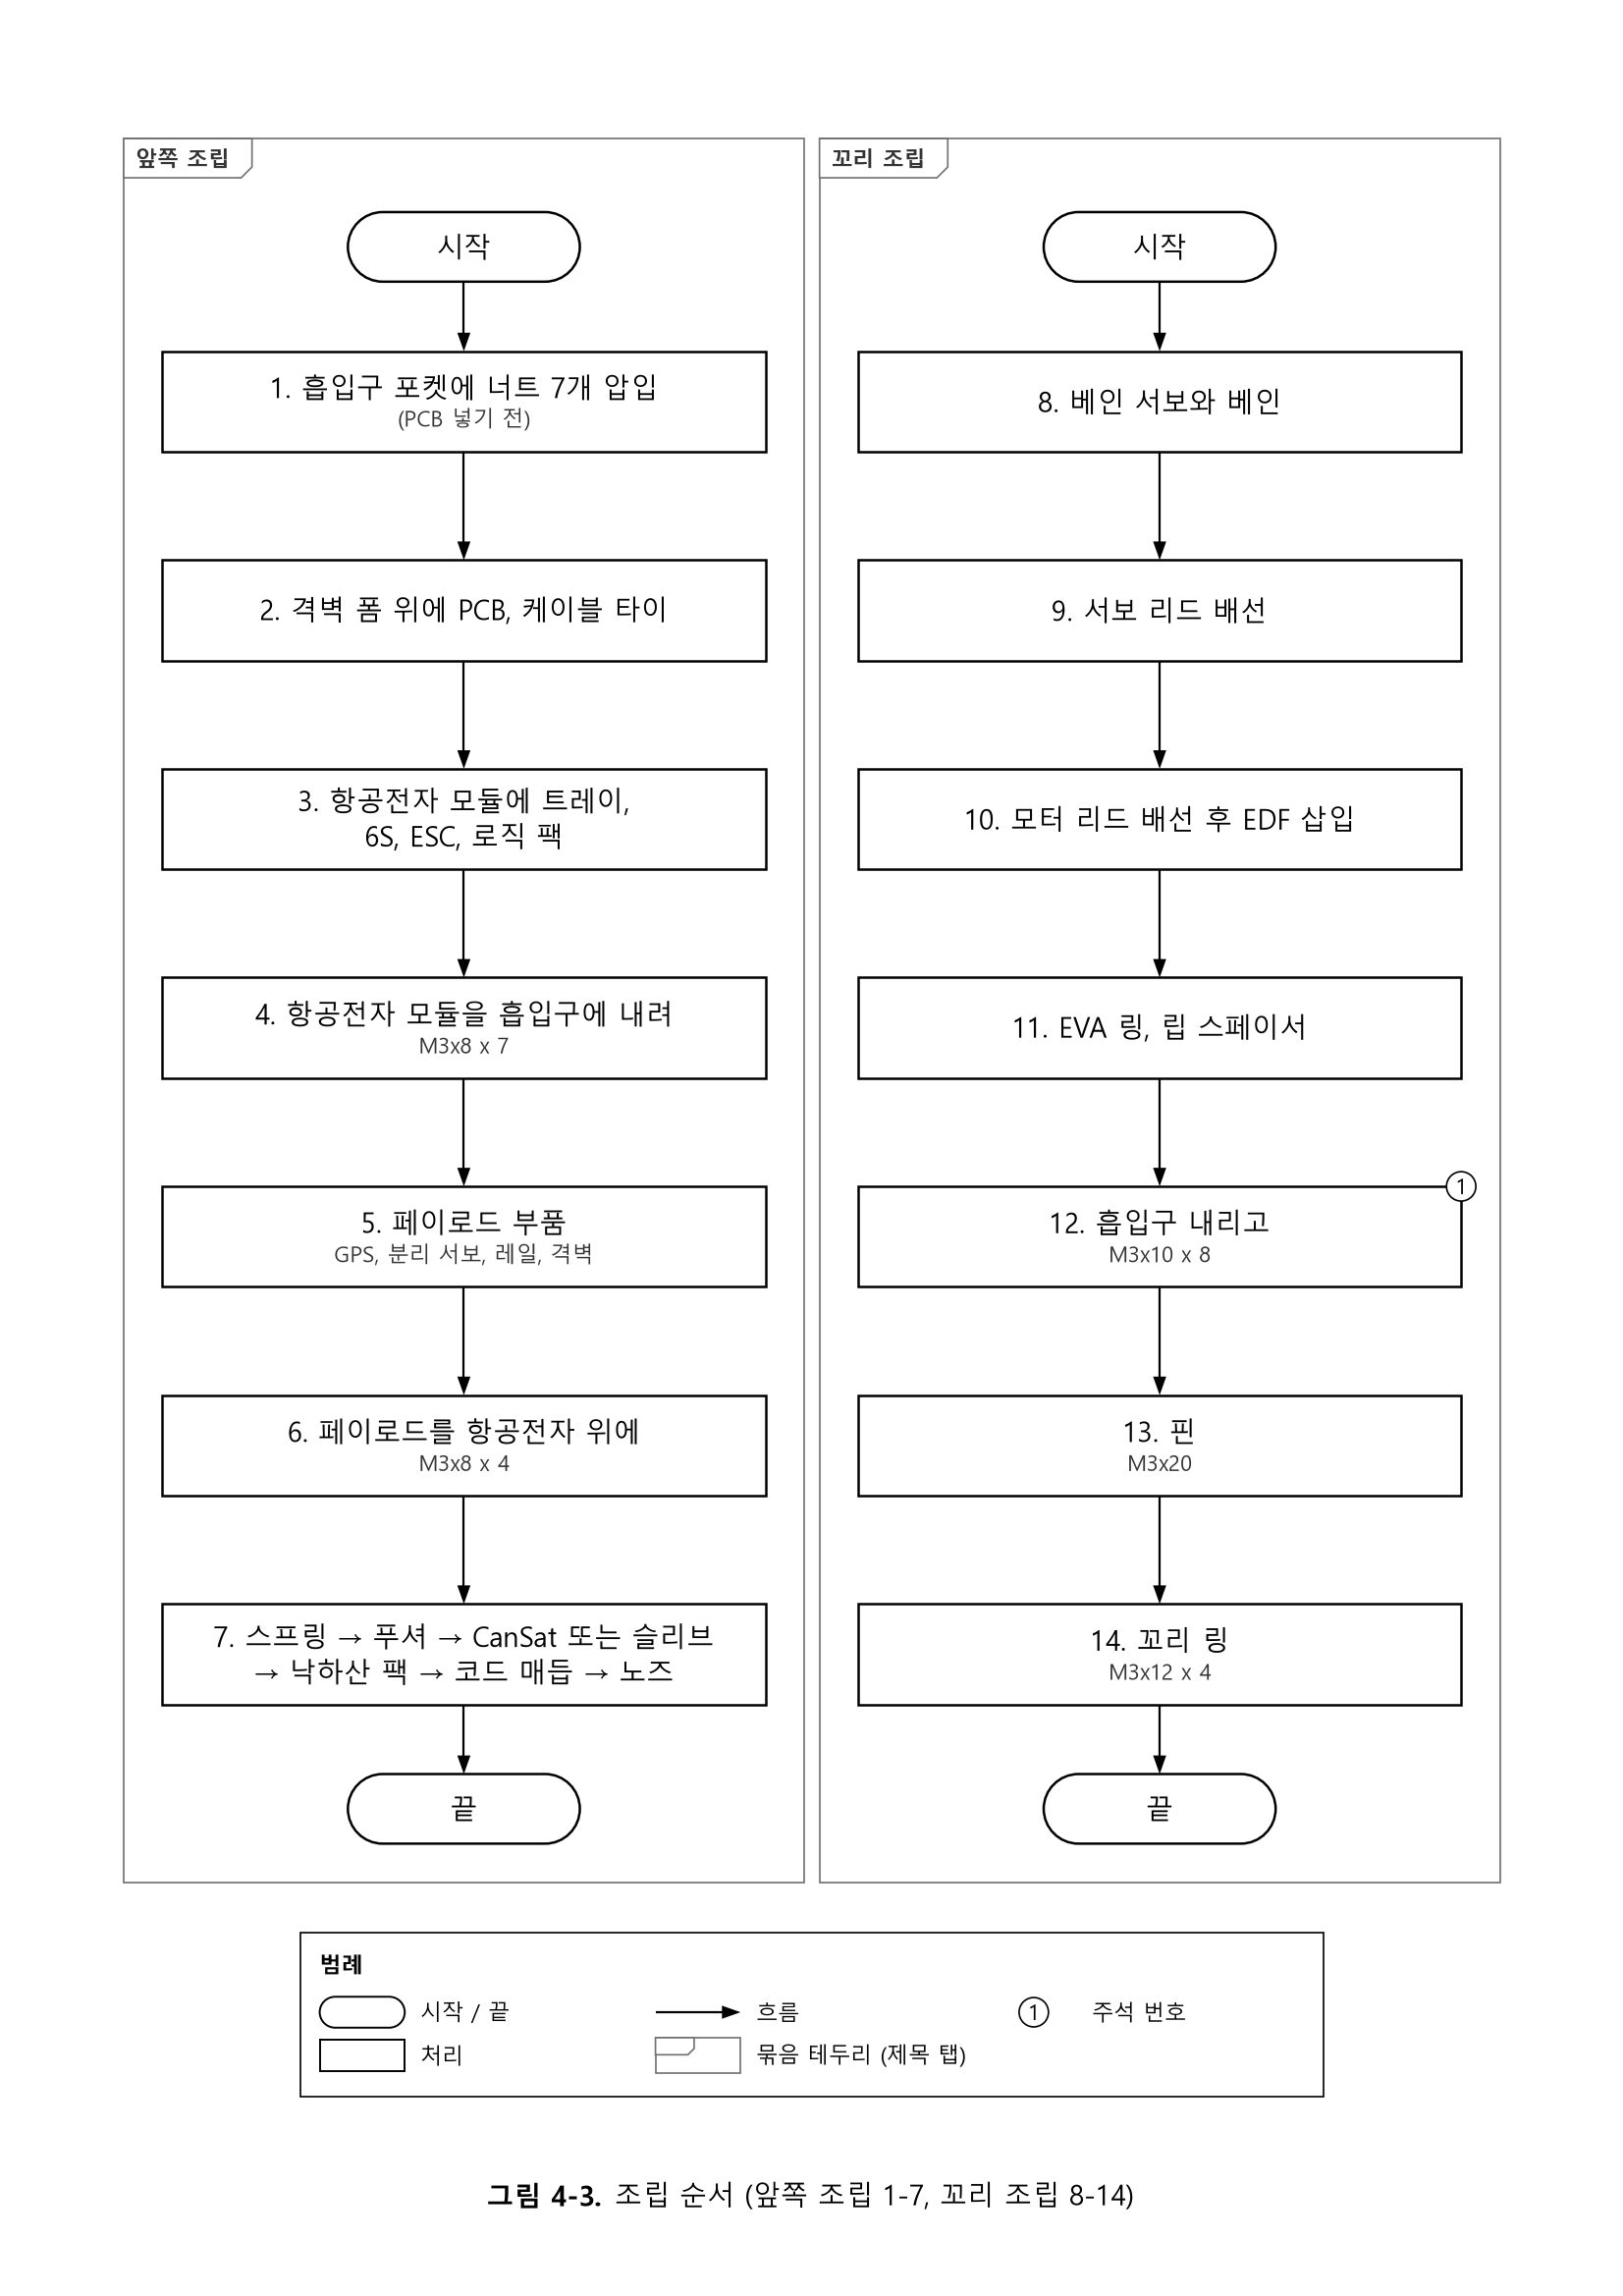 앞쪽 조립
시작
1. 흡입구 포켓에 너트 7개 압입
(PCB 넣기 전)
2. 격벽 폼 위에 PCB, 케이블 타이
3. 항공전자 모듈에 트레이,
6S, ESC, 로직 팩
4. 항공전자 모듈을 흡입구에 내려
M3x8 x 7
5. 페이로드 부품
GPS, 분리 서보, 레일, 격벽
6. 페이로드를 항공전자 위에
M3x8 x 4
7. 스프링 → 푸셔 → CanSat 또는 슬리브
→ 낙하산 팩 → 코드 매듭 → 노즈
끝
꼬리 조립
시작
8. 베인 서보와 베인
9. 서보 리드 배선
10. 모터 리드 배선 후 EDF 삽입
11. EVA 링, 립 스페이서
1
12. 흡입구 내리고
M3x10 x 8
13. 핀
M3x20
14. 꼬리 링
M3x12 x 4
끝
범례
시작 / 끝
흐름
1 주석 번호
처리
묶음 테두리 (제목 탭)
그림 4-3. 조립 순서 (앞쪽 조립 1-7, 꼬리 조립 8-14)